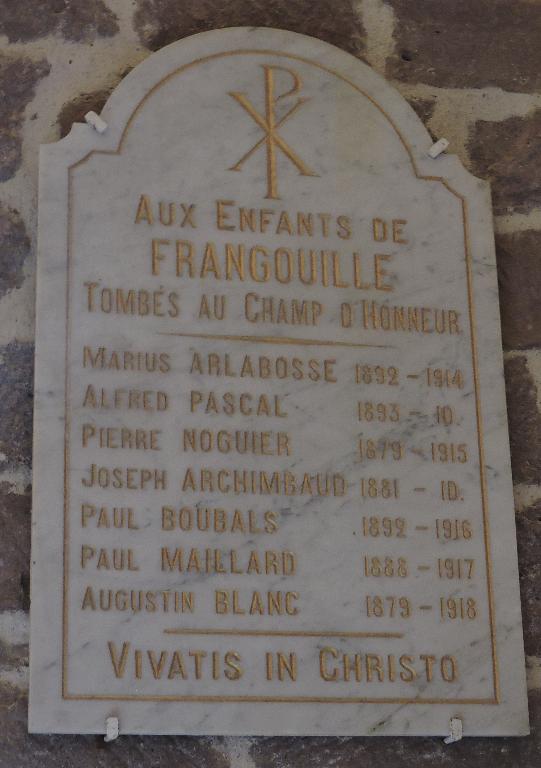 AUX ENFANTS DE
FRANGOUILLE
TOMBÉS AU CHAMP D'HONNEUR
MARIUS ARLABOSSE 1892 - 1914
ALFRED PASCAL 1893 - ID.
PIERRE NOGUIER 1879 - 1915
JOSEPH ARCHIMBAUD 1881 - ID.
PAUL BOUBALS 1892 - 1916
PAUL MAILLARD 1888 - 1917
AUGUSTIN BLANC 1879 - 1918
VIVATIS IN CHRISTO